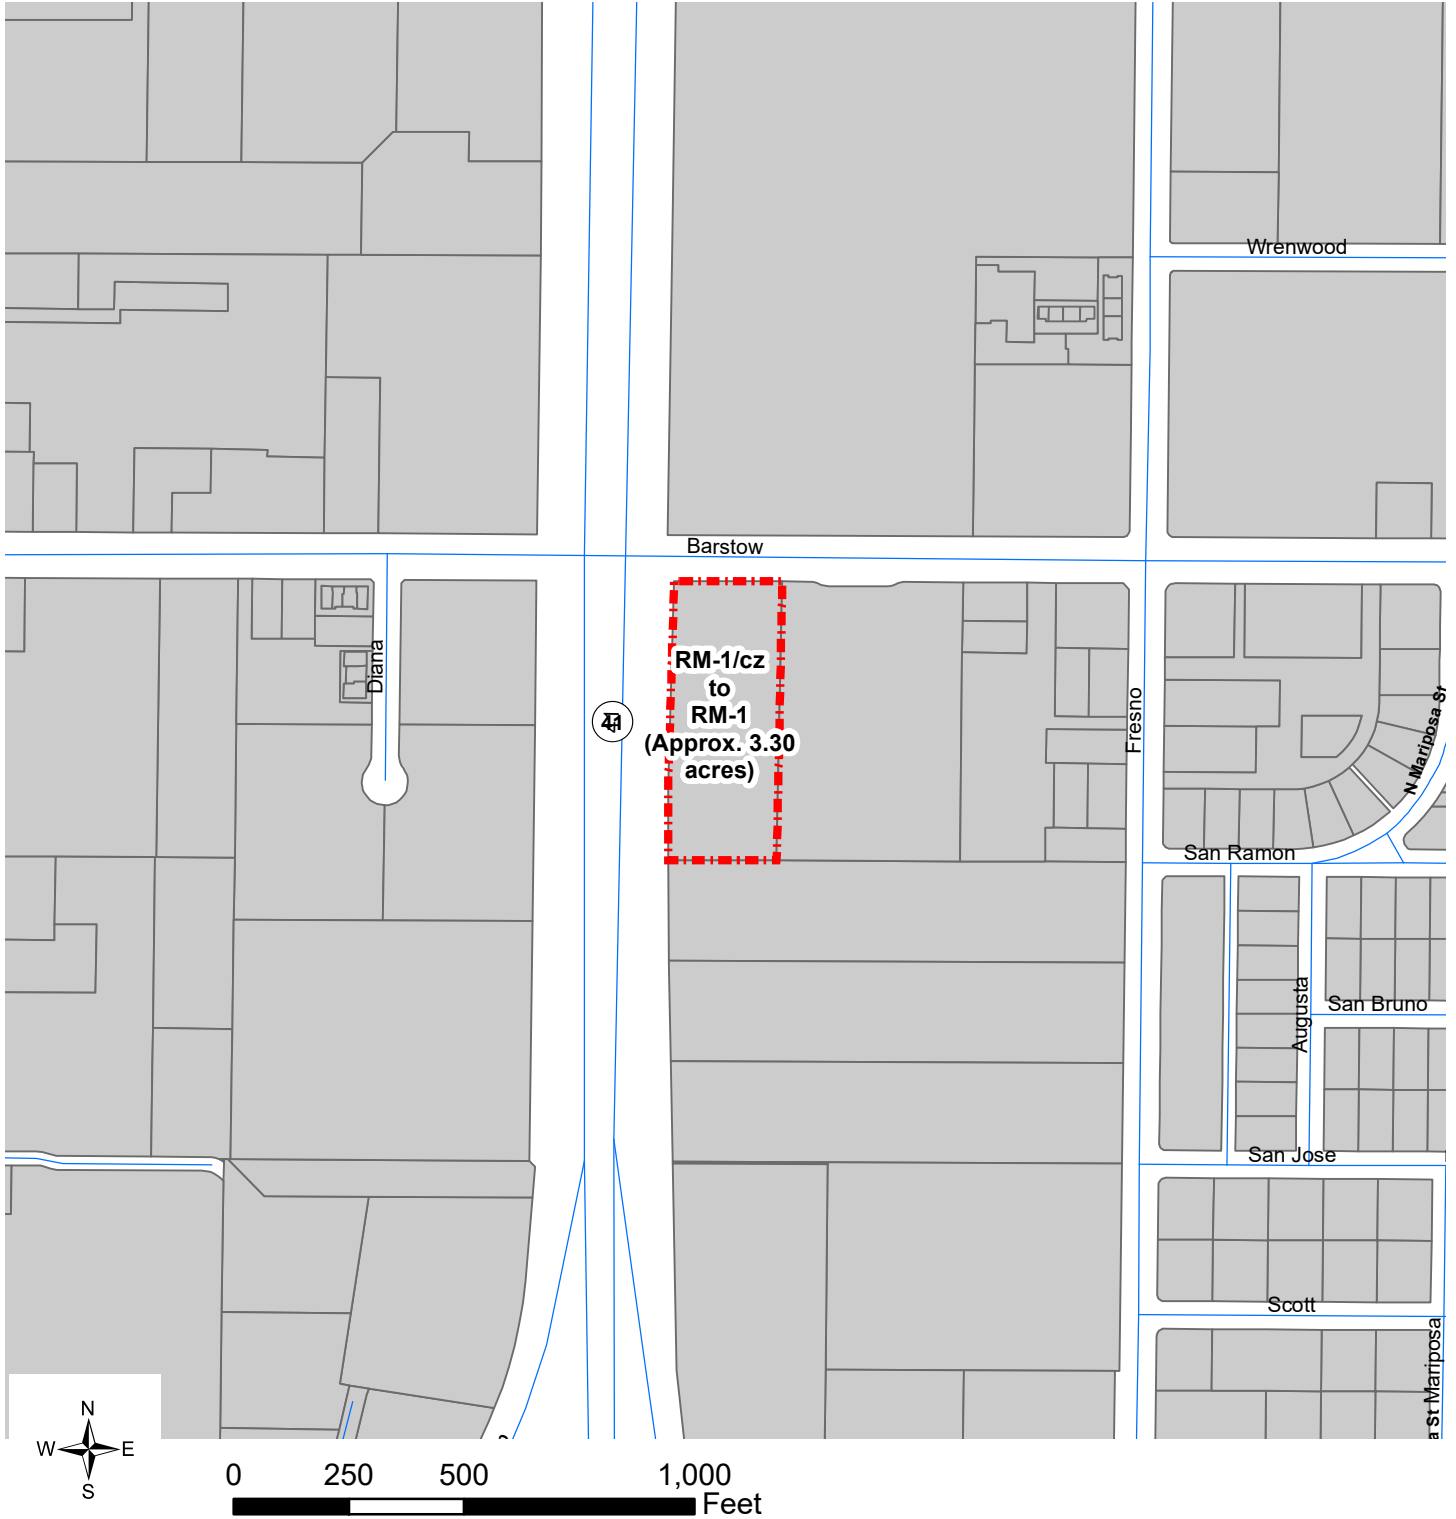 Wrenwood
Barstow
Diana
RM-1/cz
to
RM-1
(Approx. 3.30
acres)
41
Fresno
N Mariposa St
San Ramon
Augusta
San Bruno
San Jose
Scott
a St Mariposa
N
W E
S
0 250 500 1,000
Feet